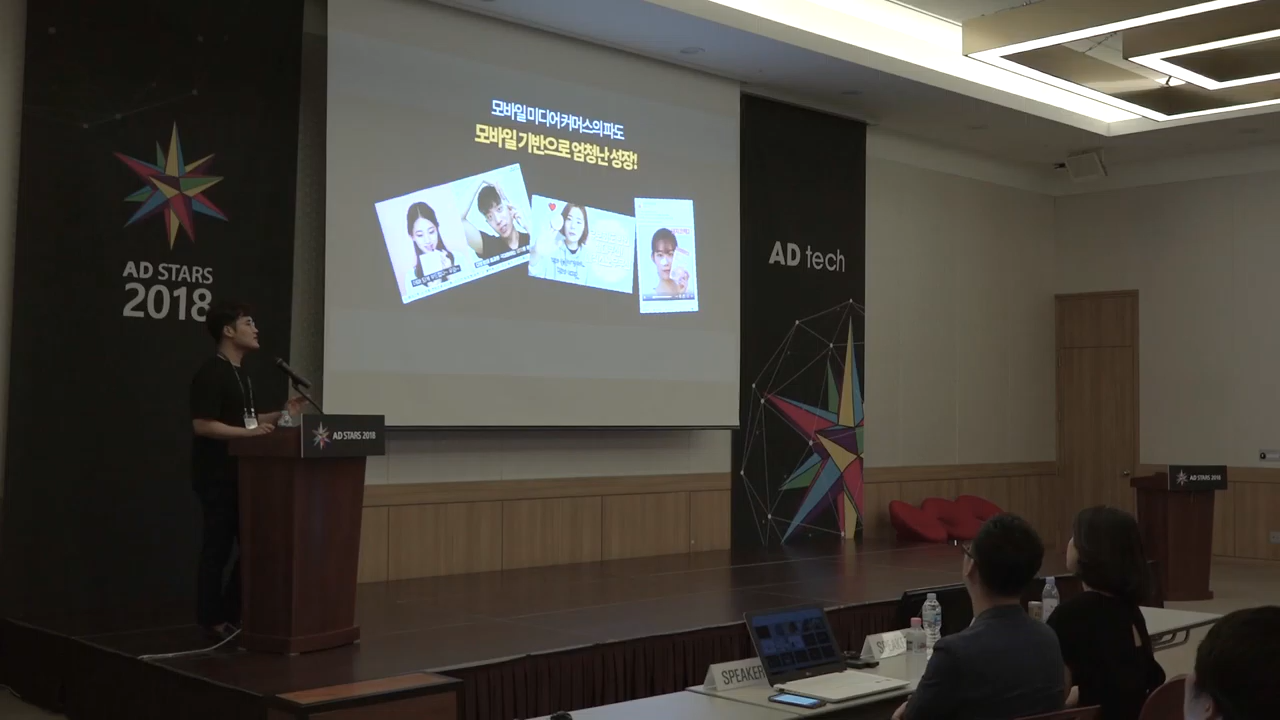 모바일 미디어 커머스의 파도
모바일 기반으로 엄청난 성장!
AD STARS
2018
AD tech
AD STARS 2018
AD STARS 2018
SPEAKER